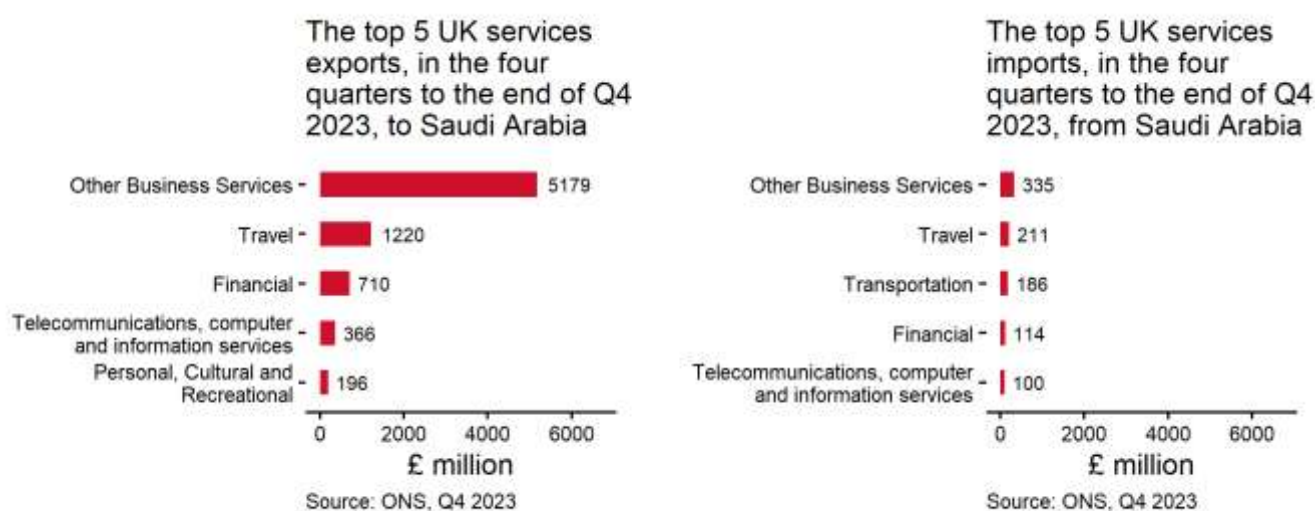 The top 5 UK services
exports, in the four
quarters to the end of Q4
2023, to Saudi Arabia
Other Business Services
5179
Travel
1220
Financial
710
Telecommunications, computer
and information services
366
Personal, Cultural and
Recreational
196
0 2000 4000 6000
£ million
Source: ONS, Q4 2023
The top 5 UK services
imports, in the four
quarters to the end of Q4
2023, from Saudi Arabia
Other Business Services
335
Travel
211
Transportation
186
Financial
114
Telecommunications, computer
and information services
100
0 2000 4000 6000
£ million
Source: ONS, Q4 2023